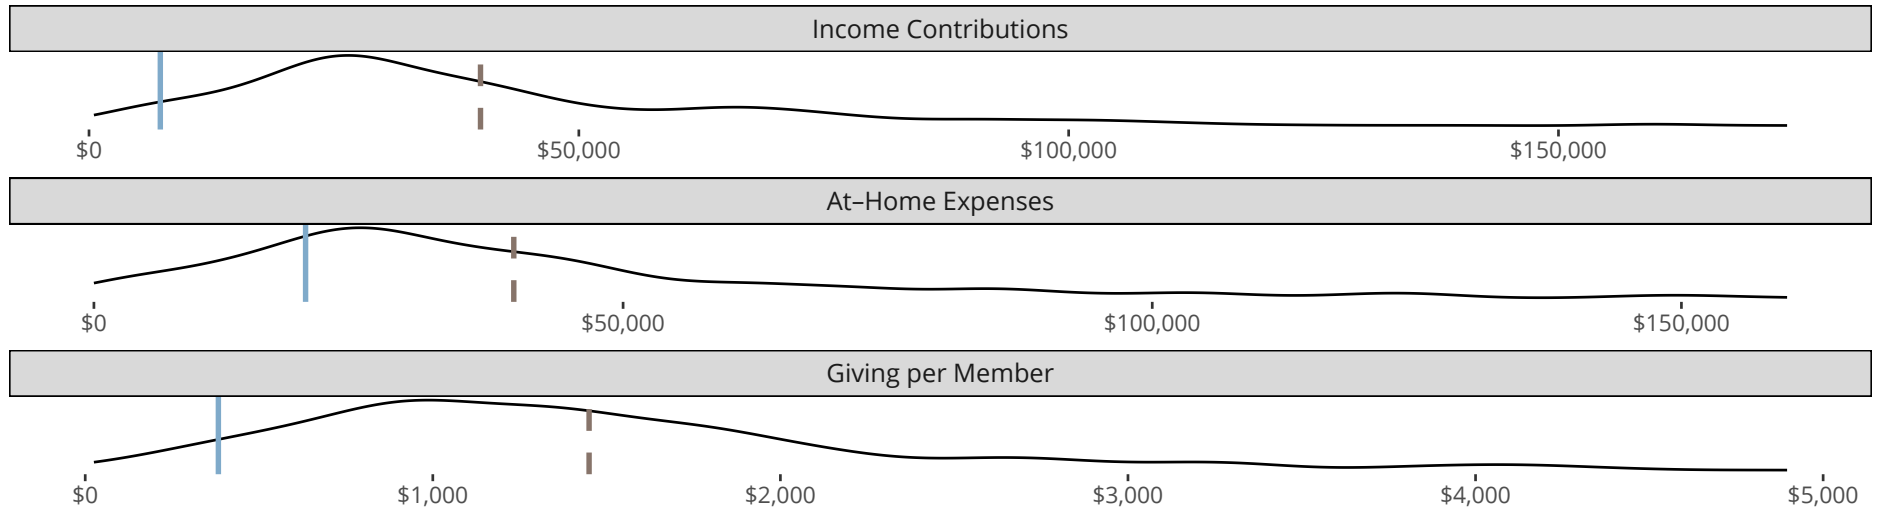 Income Contributions
$0 $50,000 $100,000 $150,000
At–Home Expenses
$0 $50,000 $100,000 $150,000
Giving per Member
$0 $1,000 $2,000 $3,000 $4,000 $5,000